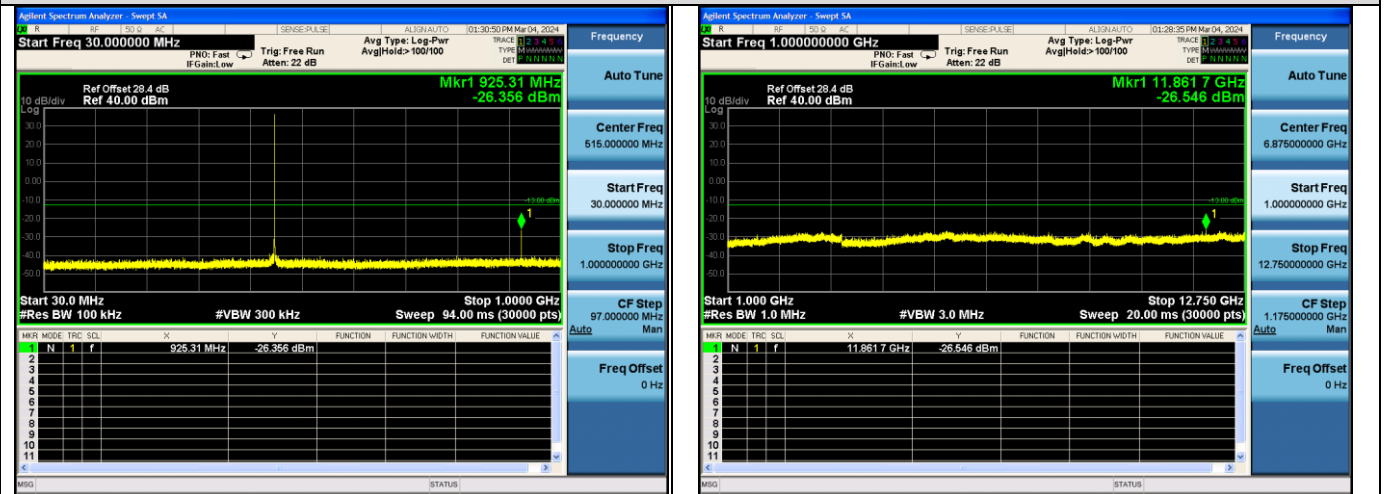 Agilent Spectrum Analyzer - Swept SA
R RF 50 Ω AC SENSE:PULSE ALIGN AUTO 01:30:50 PM Mar 04, 2024
Start Freq 30.000000 MHz
PNO: Fast
IFGain:Low
Trig: Free Run
Atten: 22 dB
Avg Type: Log-Pwr
Avg|Hold:> 100/100
TRACE 1 2 3 4 5 6
TYPE M
DET P N N N N N
Mkr1 925.31 MHz
-26.356 dBm
Ref Offset 28.4 dB
10 dB/div Ref 40.00 dBm
Log
30.0
20.0
10.0
0.00
-10.0
-13.00 dBm
-20.0
1
-30.0
-40.0
-50.0
Start 30.0 MHz Stop 1.0000 GHz
#Res BW 100 kHz #VBW 300 kHz Sweep 94.00 ms (30000 pts)
MKR MODE TRC SCL X Y FUNCTION FUNCTION WIDTH FUNCTION VALUE
1 N 1 f 925.31 MHz -26.356 dBm
2
3
4
5
6
7
8
9
10
11
MSG STATUS
Frequency
Auto Tune
Center Freq
515.000000 MHz
Start Freq
30.000000 MHz
Stop Freq
1.000000000 GHz
CF Step
97.000000 MHz
Auto Man
Freq Offset
0 Hz
Agilent Spectrum Analyzer - Swept SA
R RF 50 Ω AC SENSE:PULSE ALIGN AUTO 01:28:35 PM Mar 04, 2024
Start Freq 1.000000000 GHz
PNO: Fast
IFGain:Low
Trig: Free Run
Atten: 22 dB
Avg Type: Log-Pwr
Avg|Hold:> 100/100
TRACE 1 2 3 4 5 6
TYPE M
DET P N N N N N
Mkr1 11.861 7 GHz
-26.546 dBm
Ref Offset 28.4 dB
10 dB/div Ref 40.00 dBm
Log
30.0
20.0
10.0
0.00
-10.0
-13.00 dBm
-20.0
1
-30.0
-40.0
-50.0
Start 1.000 GHz Stop 12.750 GHz
#Res BW 1.0 MHz #VBW 3.0 MHz Sweep 20.00 ms (30000 pts)
MKR MODE TRC SCL X Y FUNCTION FUNCTION WIDTH FUNCTION VALUE
1 N 1 f 11.861 7 GHz -26.546 dBm
2
3
4
5
6
7
8
9
10
11
MSG STATUS
Frequency
Auto Tune
Center Freq
6.875000000 GHz
Start Freq
1.000000000 GHz
Stop Freq
12.750000000 GHz
CF Step
1.175000000 GHz
Auto Man
Freq Offset
0 Hz